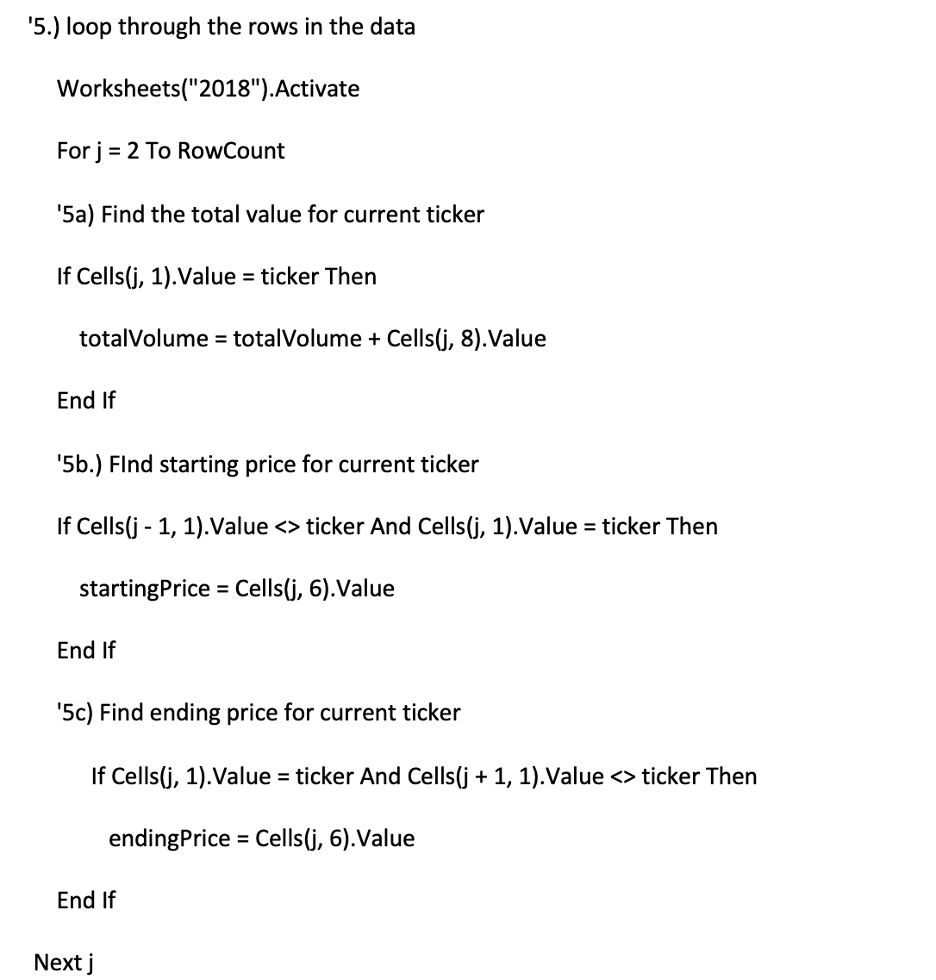 '5.) loop through the rows in the data
Worksheets("2018").Activate
For j = 2 To RowCount
'5a) Find the total value for current ticker
If Cells(j, 1).Value = ticker Then
totalVolume = totalVolume + Cells(j, 8).Value
End If
'5b.) FInd starting price for current ticker
If Cells(j - 1, 1).Value <> ticker And Cells(j, 1).Value = ticker Then
startingPrice = Cells(j, 6).Value
End If
'5c) Find ending price for current ticker
If Cells(j, 1).Value = ticker And Cells(j + 1, 1).Value <> ticker Then
endingPrice = Cells(j, 6).Value
End If
Next j